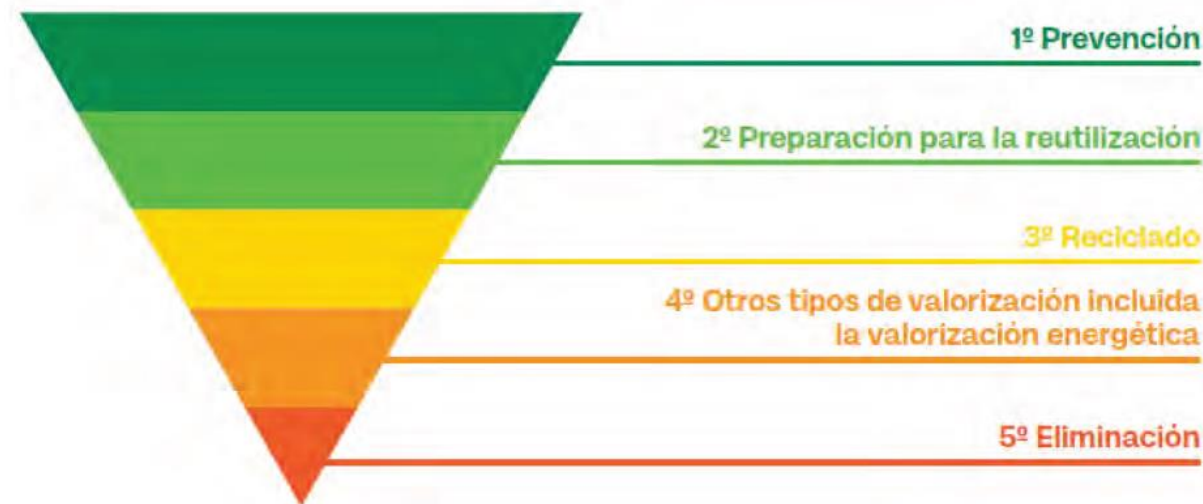 1º Prevención
2º Preparación para la reutilización
3º Reciclado
4º Otros tipos de valorización incluida
la valorización energética
5º Eliminación